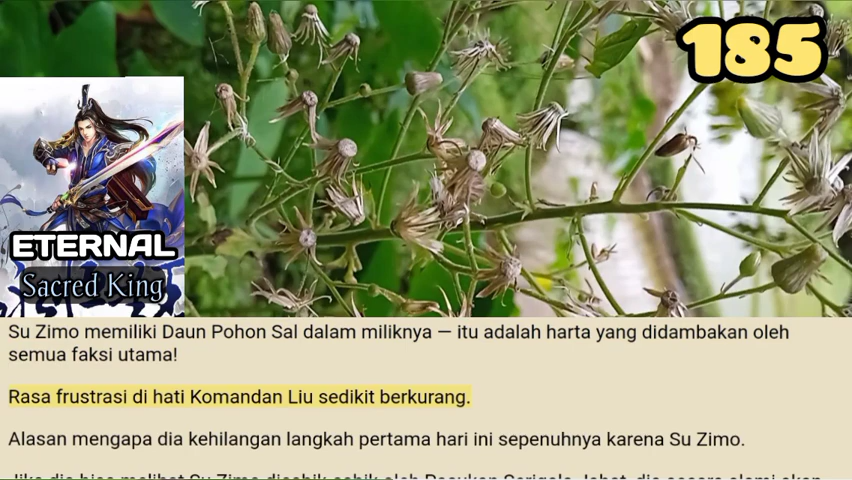 185
ETERNAL
Sacred King
Su Zimo memiliki Daun Pohon Sal dalam miliknya — itu adalah harta yang didambakan oleh
semua faksi utama!
Rasa frustrasi di hati Komandan Liu sedikit berkurang.
Alasan mengapa dia kehilangan langkah pertama hari ini sepenuhnya karena Su Zimo.